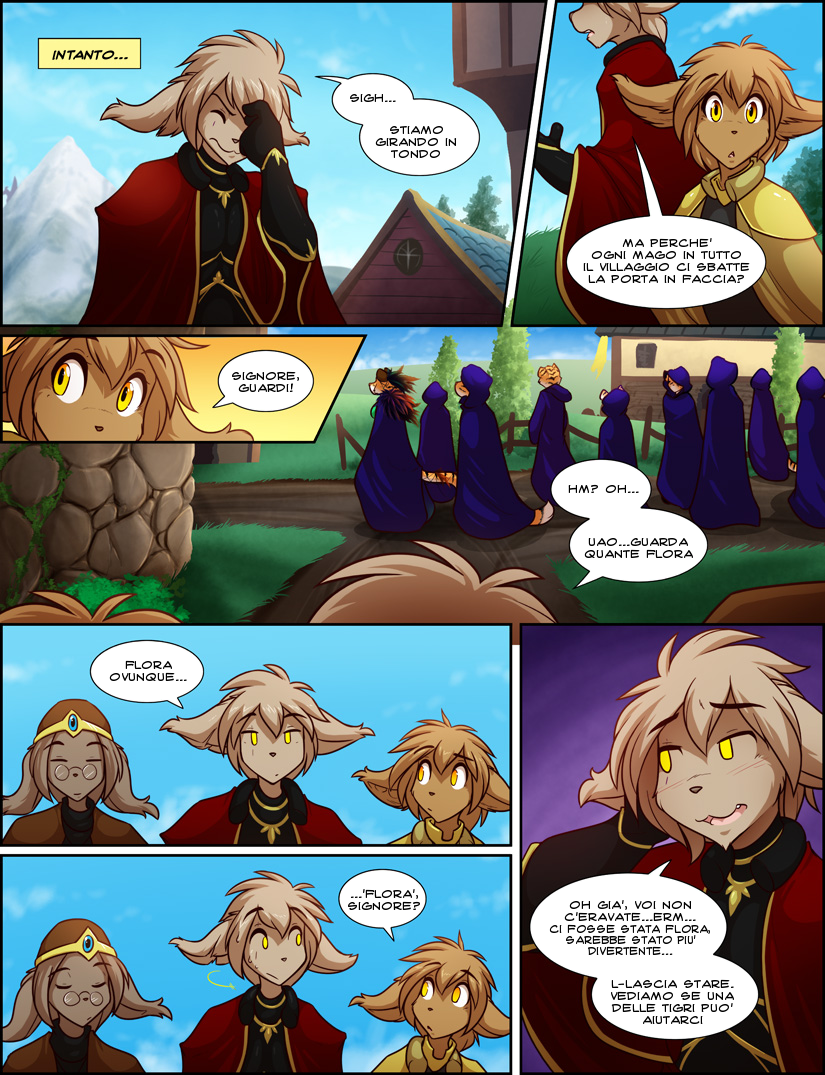 INTANTO...
SIGH...
STIAMO
GIRANDO IN
TONDO
MA PERCHE'
OGNI MAGO IN TUTTO
IL VILLAGGIO CI SBATTE
LA PORTA IN FACCIA?
SIGNORE,
GUARDI!
HM? OH...
UAO...GUARDA
QUANTE FLORA
FLORA
OVUNQUE...
...'FLORA',
SIGNORE?
OH GIA', VOI NON
C'ERAVATE...ERM...
CI FOSSE STATA FLORA,
SAREBBE STATO PIU'
DIVERTENTE...
L-LASCIA STARE.
VEDIAMO SE UNA
DELLE TIGRI PUO'
AIUTARCI